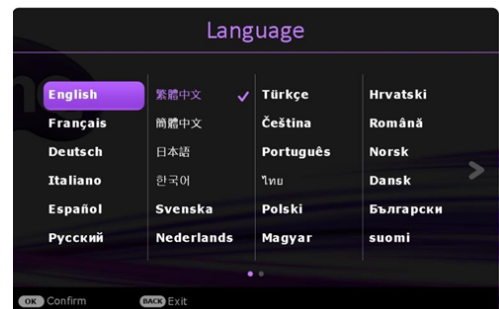 Language
English
Français
Deutsch
Italiano
Español
Русский
繁體中文
簡體中文
日本語
한국어
Svenska
Nederlands
Türkçe
Čeština
Português
ไทย
Polski
Magyar
Hrvatski
Română
Norsk
Dansk
Български
suomi
OK Confirm
BACK Exit